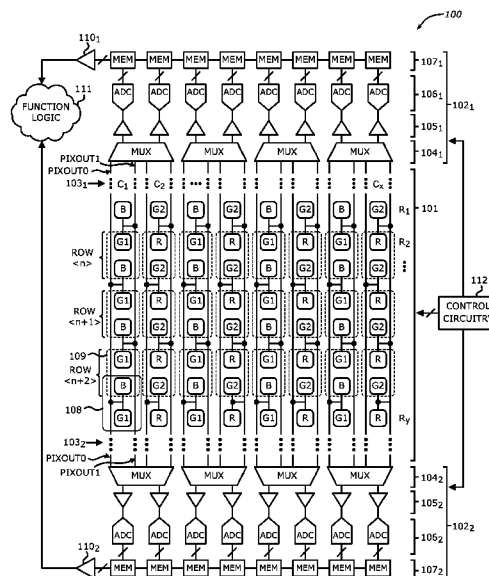 100
110₁
MEM MEM MEM MEM MEM MEM MEM MEM
107₁
FUNCTION
LOGIC
111
ADC ADC ADC ADC ADC ADC ADC ADC
106₁
102₁
105₁
PIXOUT1
MUX MUX MUX MUX
104₁
PIXOUT0
103₁
C₁ C₂ Cₓ
B G2 B G2 B G2 B G2
R₁
101
G1 R G1 R G1 R G1 R
R₂
ROW
<n>
B G2 B G2 B G2 B G2
112
CONTROL
CIRCUITRY
G1 R G1 R G1 R G1 R
ROW
<n+1>
B G2 B G2 B G2 B G2
109
G1 R G1 R G1 R G1 R
ROW
<n+2>
B G2 B G2 B G2 B G2
108
G1 R G1 R G1 R G1 R
Rᵧ
103₂
PIXOUT0
PIXOUT1
MUX MUX MUX MUX
104₂
105₂
102₂
ADC ADC ADC ADC ADC ADC ADC ADC
106₂
110₂
MEM MEM MEM MEM MEM MEM MEM MEM
107₂